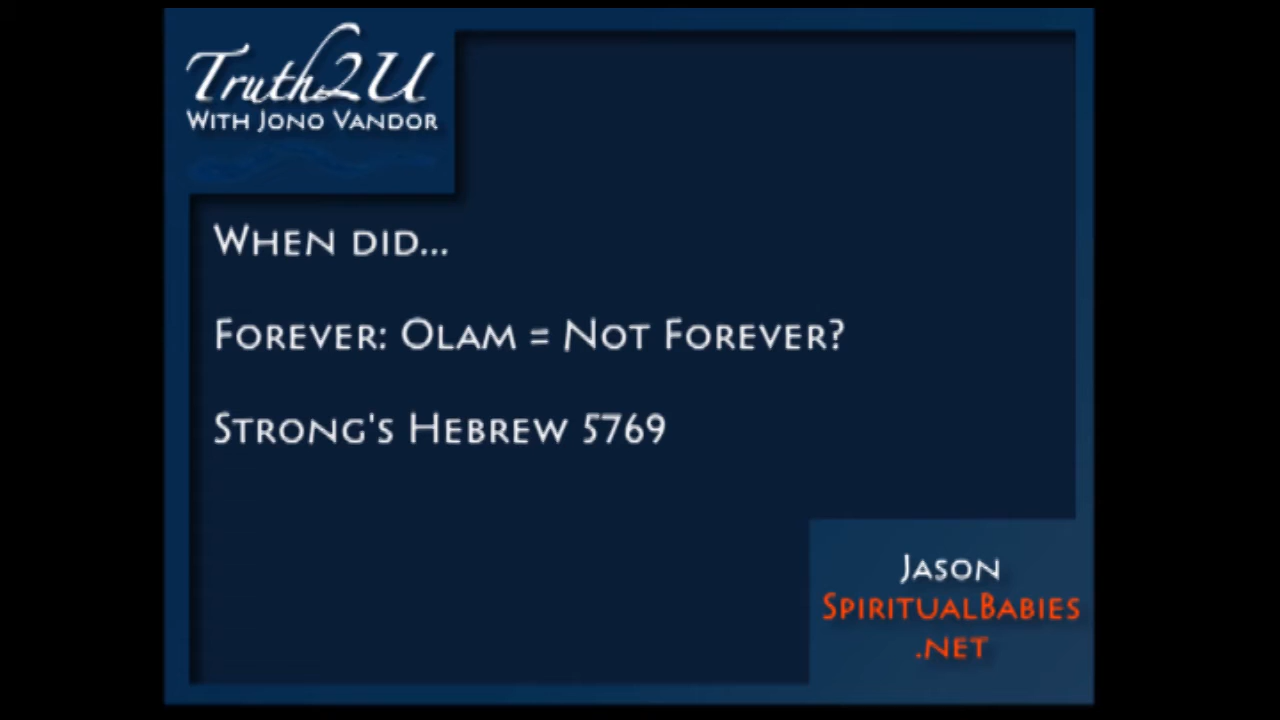 Truth2U
With Jono Vandor
When did...
Forever: Olam = Not Forever?
Strong's Hebrew 5769
Jason
SpiritualBabies
.net